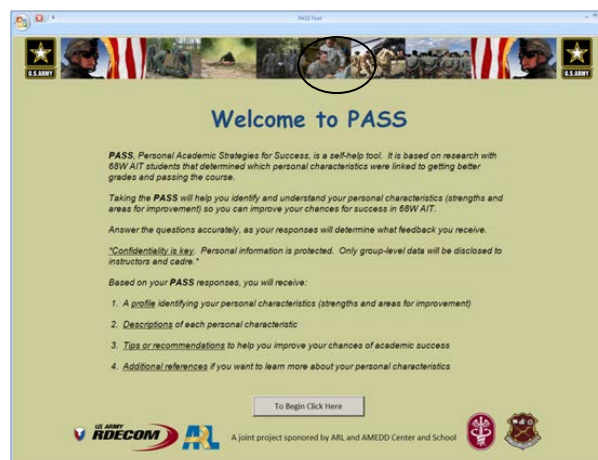 PASS Tool
U.S.ARMY
U.S.ARMY
Welcome to PASS
PASS, Personal Academic Strategies for Success, is a self-help tool. It is based on research with
68W AIT students that determined which personal characteristics were linked to getting better
grades and passing the course.
Taking the PASS will help you identify and understand your personal characteristics (strengths and
areas for improvement) so you can improve your chances for success in 68W AIT.
Answer the questions accurately, as your responses will determine what feedback you receive.
"Confidentiality is key. Personal information is protected. Only group-level data will be disclosed to
instructors and cadre."
Based on your PASS responses, you will receive:
1. A profile identifying your personal characteristics (strengths and areas for improvement)
2. Descriptions of each personal characteristic
3. Tips or recommendations to help you improve your chances of academic success
4. Additional references if you want to learn more about your personal characteristics
To Begin Click Here
US ARMY
RDECOM
ARL
A joint project sponored by ARL and AMEDD Center and School